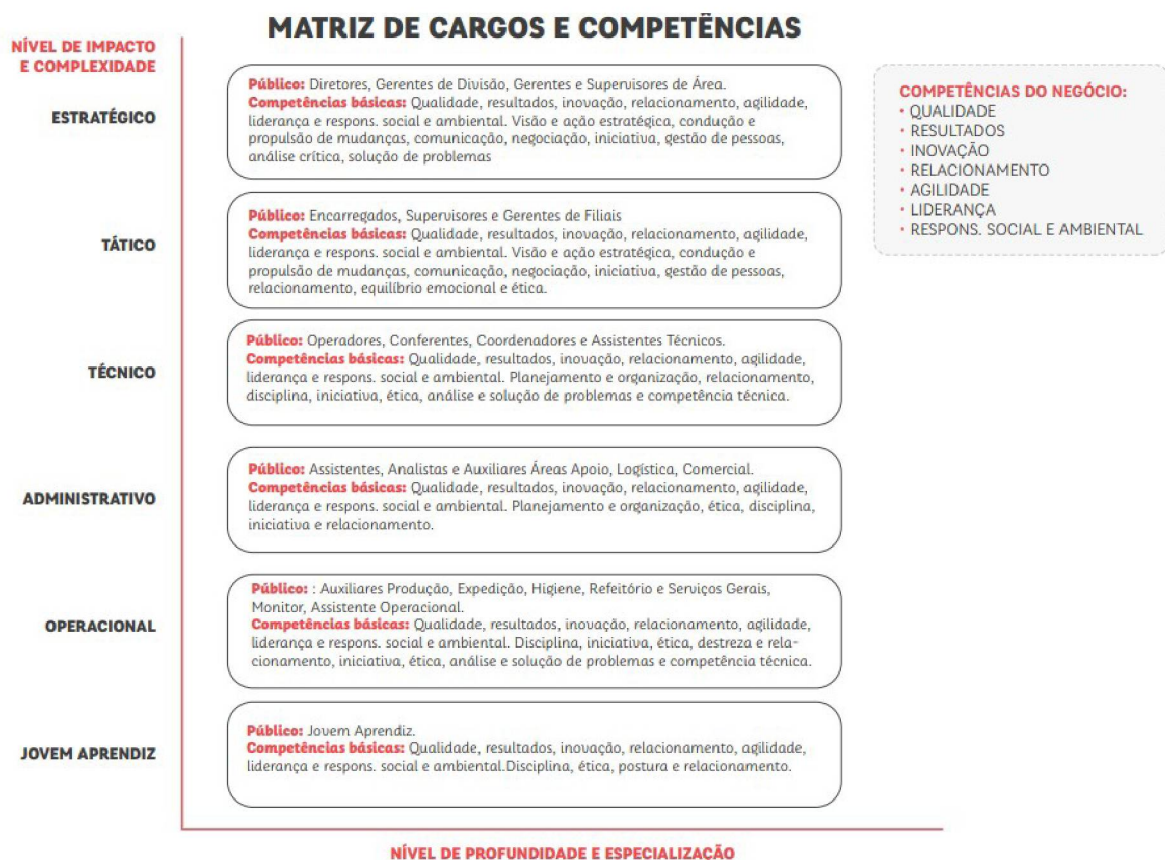 MATRIZ DE CARGOS E COMPETÊNCIAS
NÍVEL DE IMPACTO
E COMPLEXIDADE
ESTRATÉGICO
Público: Diretores, Gerentes de Divisão, Gerentes e Supervisores de Área.
Competências básicas: Qualidade, resultados, inovação, relacionamento, agilidade,
liderança e respons. social e ambiental. Visão e ação estratégica, condução e
propulsão de mudanças, comunicação, negociação, iniciativa, gestão de pessoas,
análise crítica, solução de problemas
COMPETÊNCIAS DO NEGÓCIO:
• QUALIDADE
• RESULTADOS
• INOVAÇÃO
• RELACIONAMENTO
• AGILIDADE
• LIDERANÇA
• RESPONS. SOCIAL E AMBIENTAL
TÁTICO
Público: Encarregados, Supervisores e Gerentes de Filiais
Competências básicas: Qualidade, resultados, inovação, relacionamento, agilidade,
liderança e respons. social e ambiental. Visão e ação estratégica, condução e
propulsão de mudanças, comunicação, negociação, iniciativa, gestão de pessoas,
relacionamento, equilíbrio emocional e ética.
TÉCNICO
Público: Operadores, Conferentes, Coordenadores e Assistentes Técnicos.
Competências básicas: Qualidade, resultados, inovação, relacionamento, agilidade,
liderança e respons. social e ambiental. Planejamento e organização, relacionamento,
disciplina, iniciativa, ética, análise e solução de problemas e competência técnica.
ADMINISTRATIVO
Público: Assistentes, Analistas e Auxiliares Áreas Apoio, Logística, Comercial.
Competências básicas: Qualidade, resultados, inovação, relacionamento, agilidade,
liderança e respons. social e ambiental. Planejamento e organização, ética, disciplina,
iniciativa e relacionamento.
OPERACIONAL
Público: : Auxiliares Produção, Expedição, Higiene, Refeitório e Serviços Gerais,
Monitor, Assistente Operacional.
Competências básicas: Qualidade, resultados, inovação, relacionamento, agilidade,
liderança e respons. social e ambiental. Disciplina, iniciativa, ética, destreza e rela-
cionamento, iniciativa, ética, análise e solução de problemas e competência técnica.
JOVEM APRENDIZ
Público: Jovem Aprendiz.
Competências básicas: Qualidade, resultados, inovação, relacionamento, agilidade,
liderança e respons. social e ambiental.Disciplina, ética, postura e relacionamento.
NÍVEL DE PROFUNDIDADE E ESPECIALIZAÇÃO